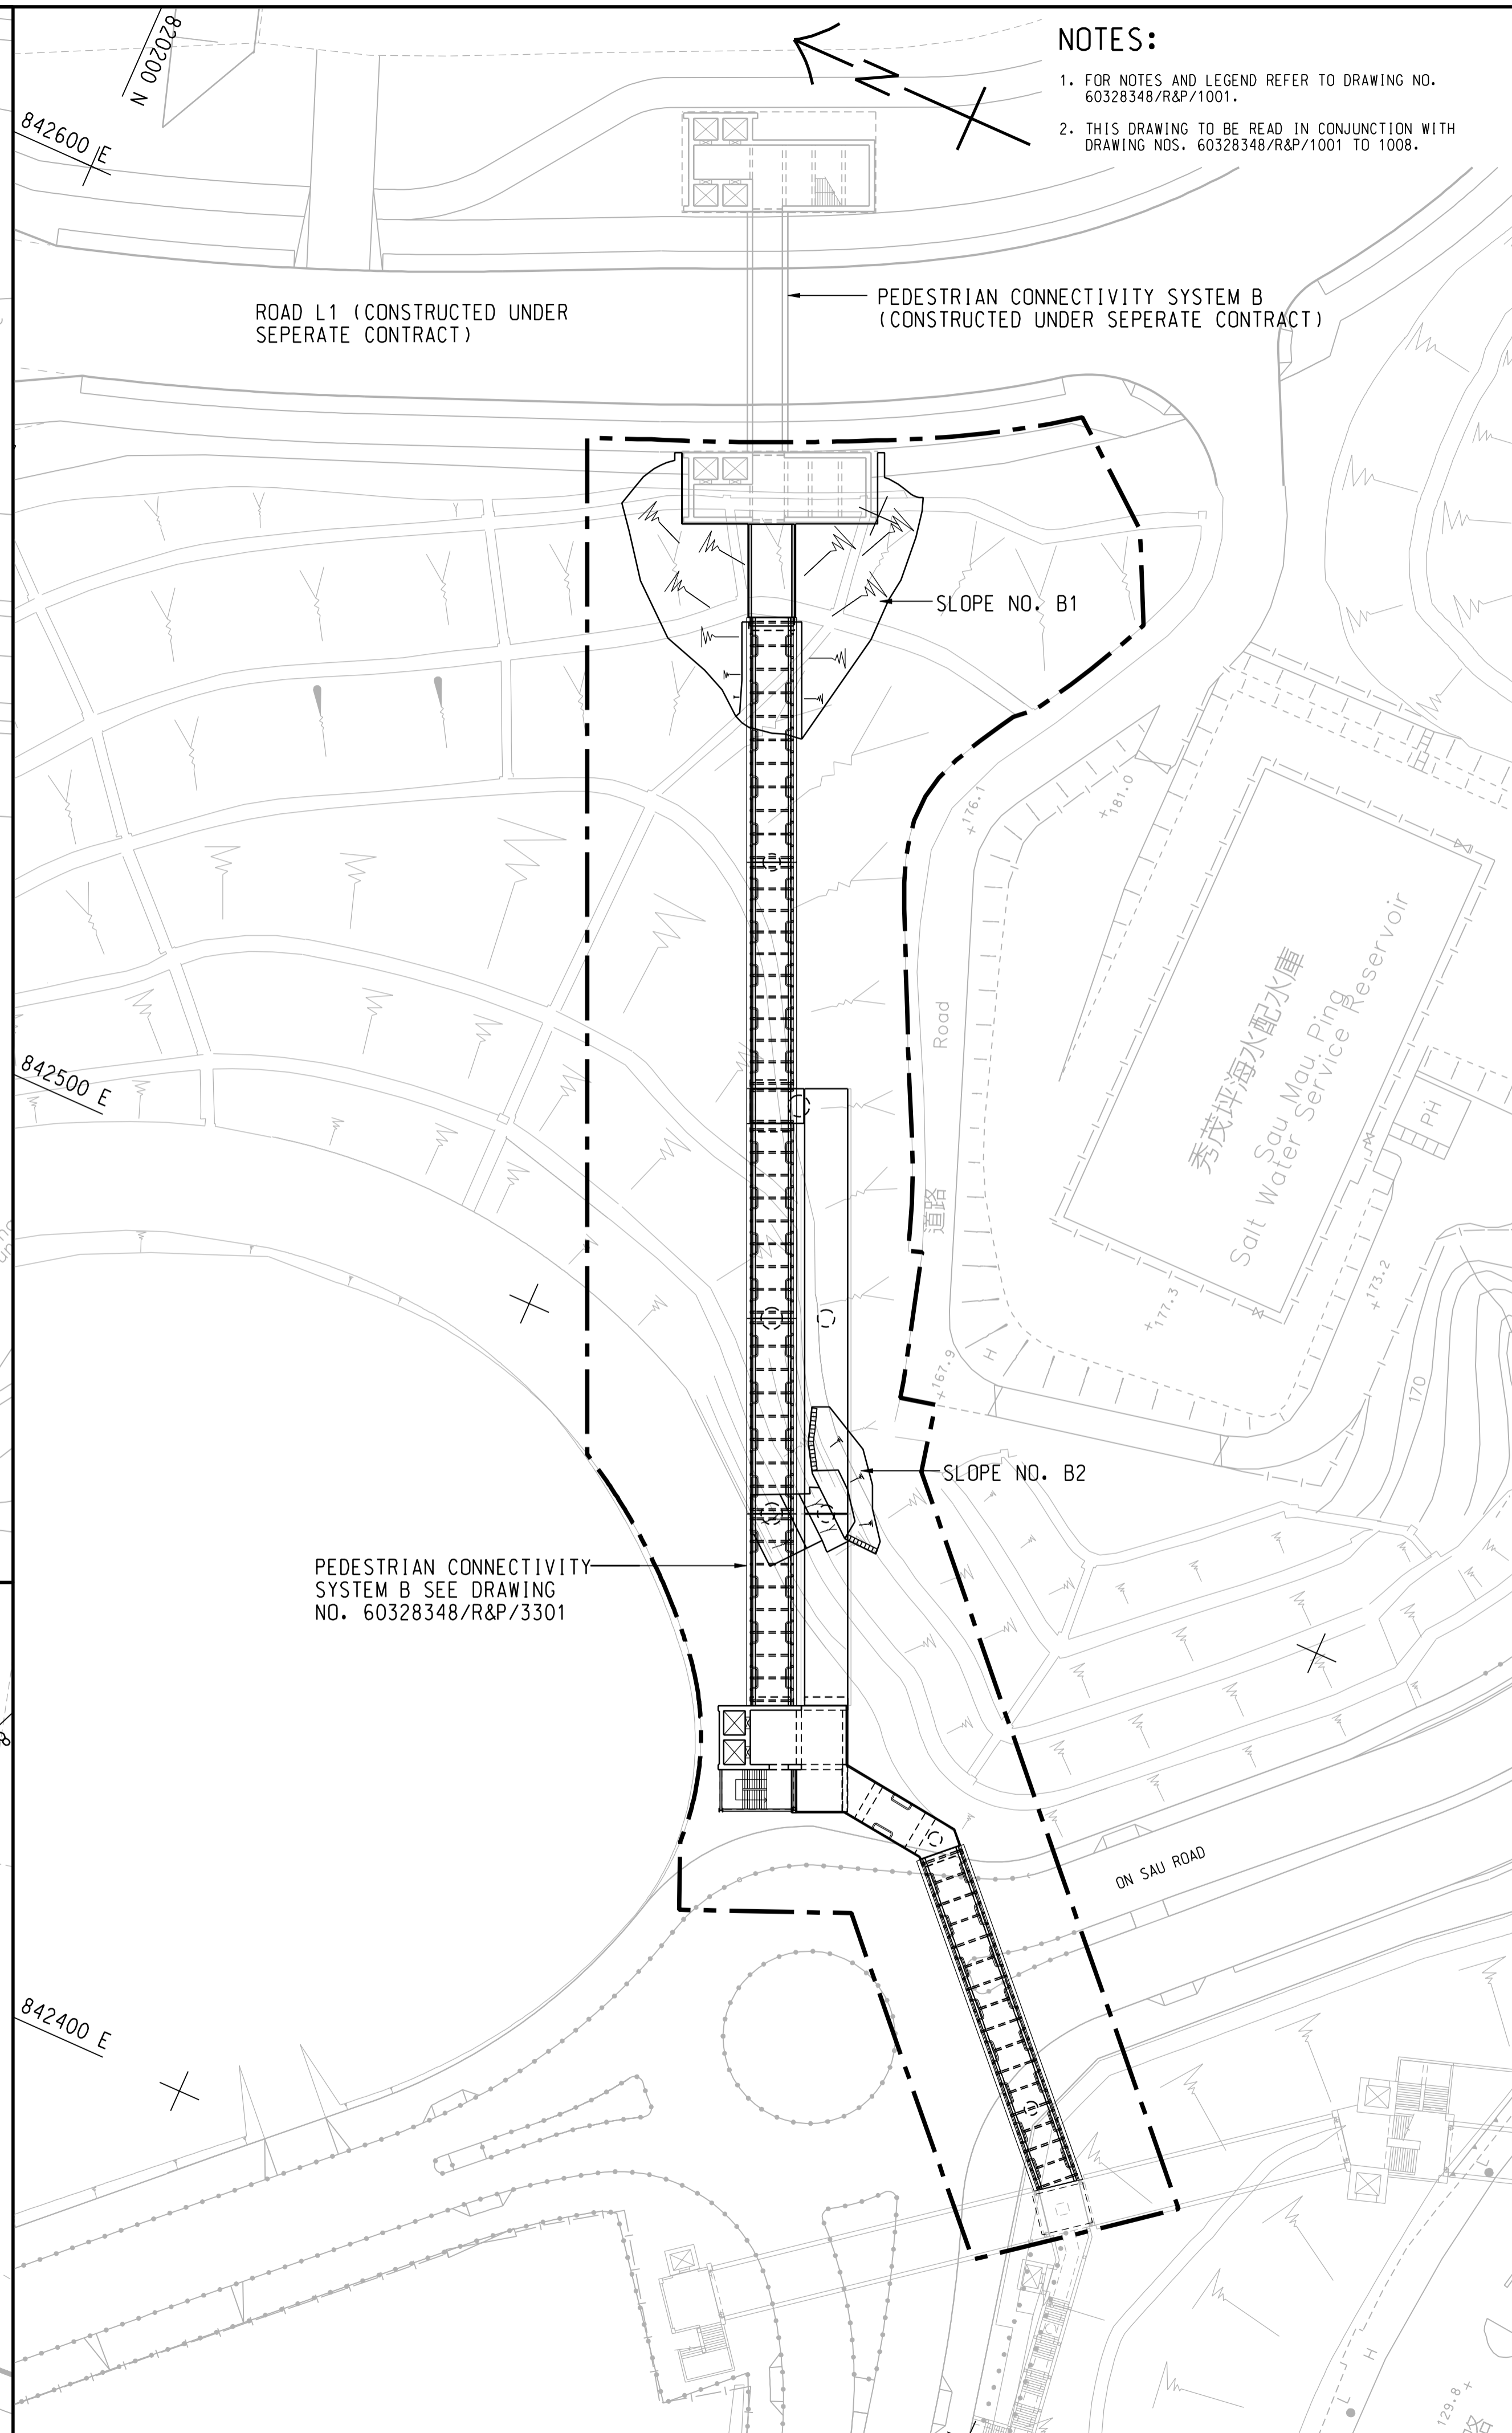 820200 N
842600 E
NOTES:
1. FOR NOTES AND LEGEND REFER TO DRAWING NO.
60328348/R&P/1001.
2. THIS DRAWING TO BE READ IN CONJUNCTION WITH
DRAWING NOS. 60328348/R&P/1001 TO 1008.
ROAD L1 (CONSTRUCTED UNDER
SEPERATE CONTRACT)
PEDESTRIAN CONNECTIVITY SYSTEM B
(CONSTRUCTED UNDER SEPERATE CONTRACT)
SLOPE NO. B1
+176.1
+181.0
Road
道路
秀茂坪海水配水庫
Sau Mau Ping
Salt Water Service Reservoir
PH
842500 E
+177.3
+173.2
+167.9
H
170
SLOPE NO. B2
PEDESTRIAN CONNECTIVITY
SYSTEM B SEE DRAWING
NO. 60328348/R&P/3301
ON SAU ROAD
842400 E
H
129.8 +
路